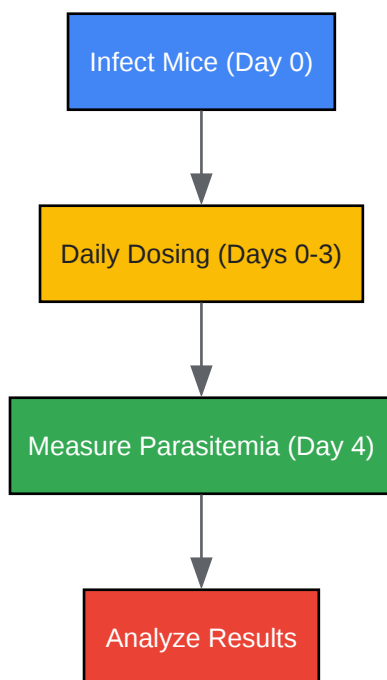 Infect Mice (Day 0)
Daily Dosing (Days 0-3)
Measure Parasitemia (Day 4)
Analyze Results